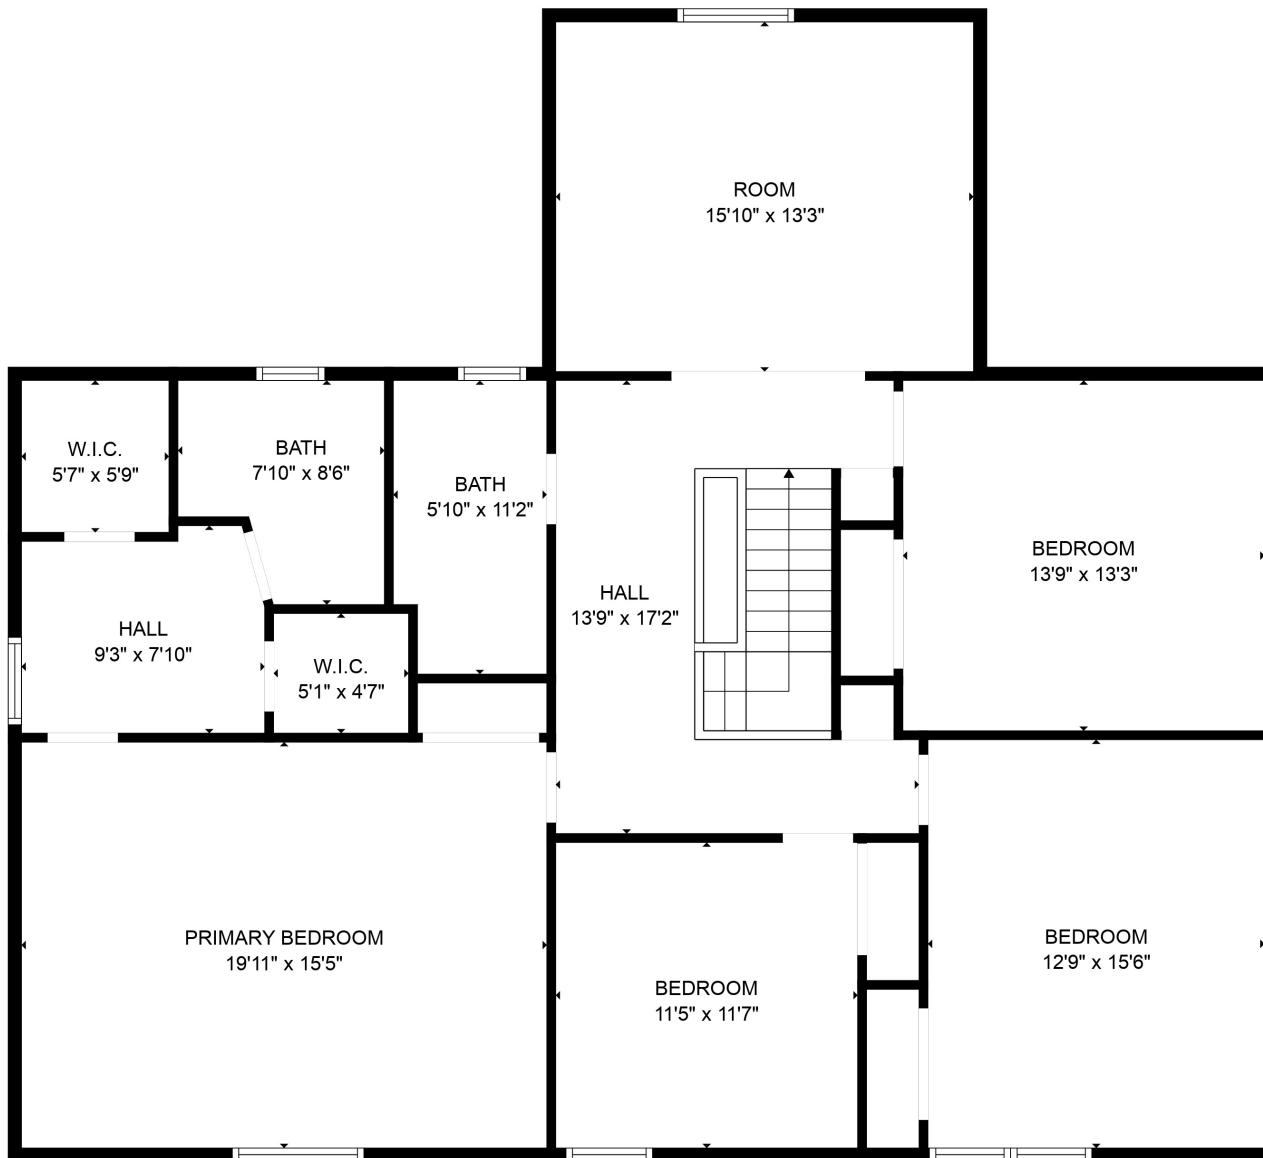 ROOM
15'10" x 13'3"
W.I.C.
5'7" x 5'9"
BATH
7'10" x 8'6"
BATH
5'10" x 11'2"
HALL
13'9" x 17'2"
BEDROOM
13'9" x 13'3"
HALL
9'3" x 7'10"
W.I.C.
5'1" x 4'7"
PRIMARY BEDROOM
19'11" x 15'5"
BEDROOM
11'5" x 11'7"
BEDROOM
12'9" x 15'6"